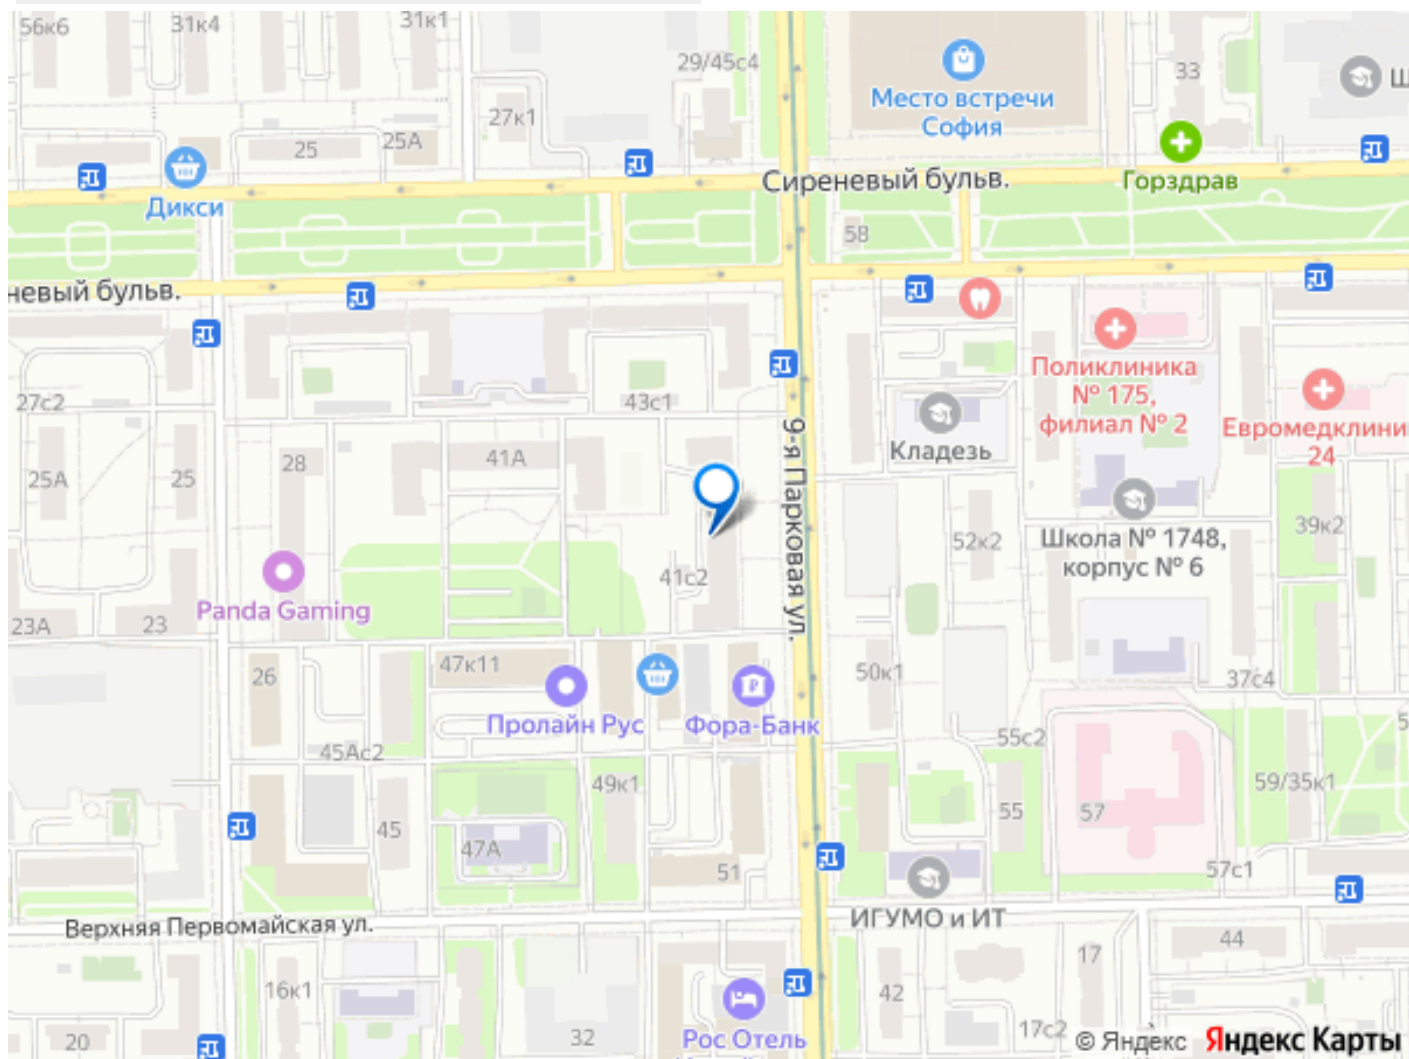 56к6
31к4
31к1
29/45с4
33
Ш
Место встречи
София
27к1
25А
25
Сиреневый бульв.
Горздрав
Дикси
58
невый бульв.
27с2
43с1
Поликлиника
№ 175,
филиал № 2
Евромедклини
24
9-я Парковая ул.
Кладезь
25А
25
28
41А
39к2
52к2
Школа № 1748,
корпус № 6
41с2
Panda Gaming
23А
23
26
47к11
50к1
37с4
Пролайн Рус
Фора-Банк
45Ас2
55с2
5
49к1
59/35к1
45
55
57
47А
51
57с1
Верхняя Первомайская ул.
ИГУМО и ИТ
44
17
16к1
42
20
32
Рос Отель
17с2
© Яндекс
Яндекс Карты